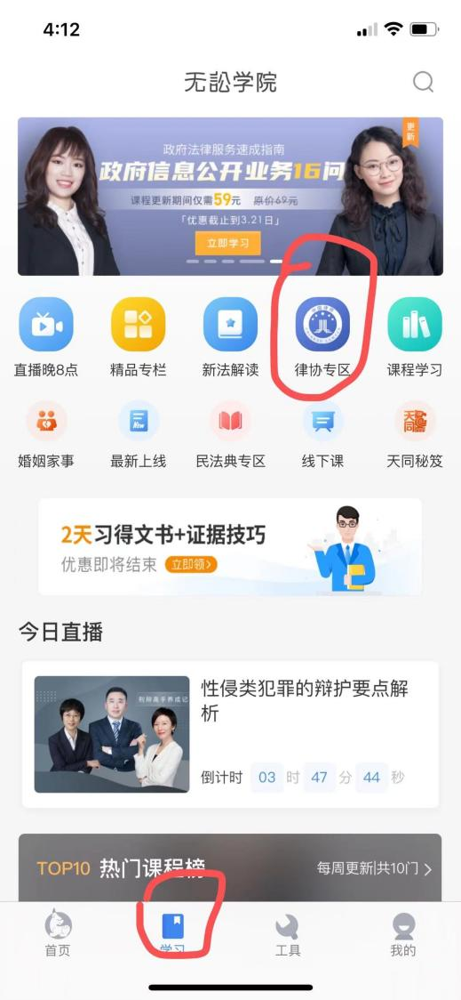 4:12
无讼学院
更新
政府法律服务速成指南
政府信息公开业务16问
课程更新期间仅需59元 原价69元
「优惠截止到3.21日」
立即学习
直播晚8点 精品专栏 新法解读 律协专区 课程学习
New
天同
婚姻家事 最新上线 民法典专区 线下课 天同秘笈
2天习得文书+证据技巧
优惠即将结束 立即领>
今日直播
刑辩高手养成记
性侵类犯罪的辩护要点解
析
倒计时 03 时 47 分 44 秒
TOP10 热门课程榜 每周更新|共10门 >
首页 学习 工具 我的